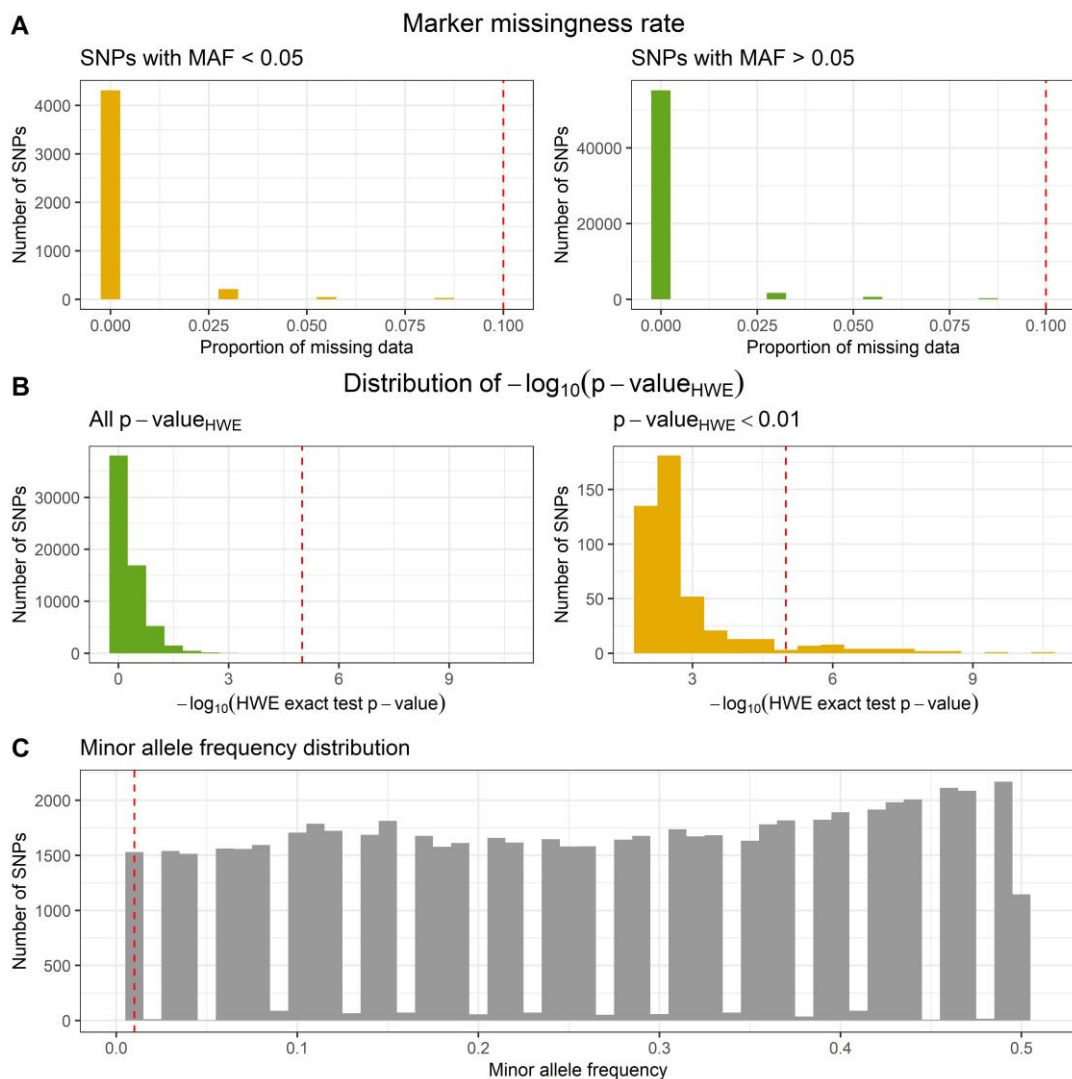 A Marker missingness rate
SNPs with MAF < 0.05
Number of SNPs
4000
3000
2000
1000
0
0.000 0.025 0.050 0.075 0.100
Proportion of missing data
SNPs with MAF > 0.05
Number of SNPs
40000
20000
0
0.000 0.025 0.050 0.075 0.100
Proportion of missing data
B Distribution of −log₁₀(p − value_HWE)
All p − value_HWE
Number of SNPs
30000
20000
10000
0
0 3 6 9
−log₁₀(HWE exact test p − value)
p − value_HWE < 0.01
Number of SNPs
150
100
50
0
3 6 9
−log₁₀(HWE exact test p − value)
C Minor allele frequency distribution
Number of SNPs
2000
1500
1000
500
0
0.0 0.1 0.2 0.3 0.4 0.5
Minor allele frequency